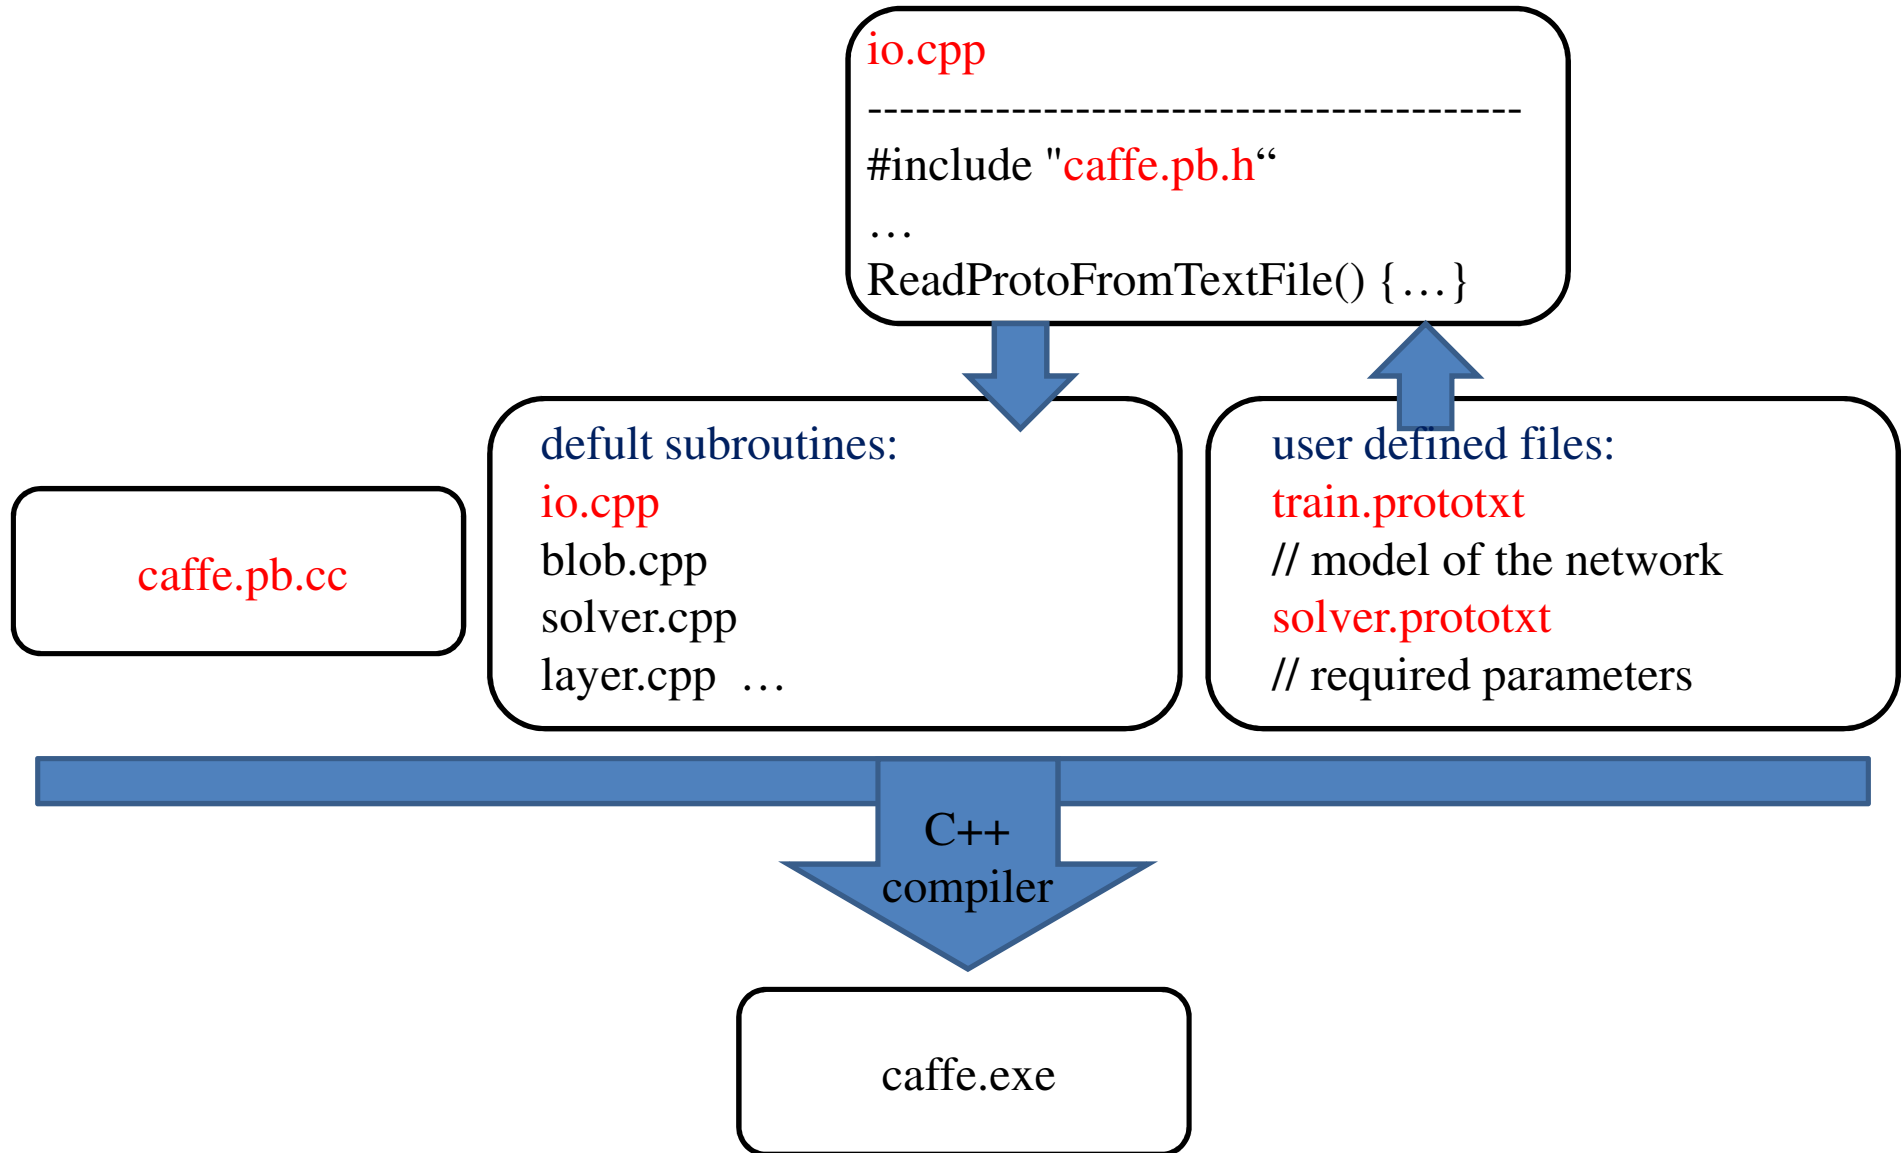 io.cpp
-----------------------------------------
#include "caffe.pb.h“
…
ReadProtoFromTextFile() {…}
caffe.pb.cc
defult subroutines:
io.cpp
blob.cpp
solver.cpp
layer.cpp …
user defined files:
train.prototxt
// model of the network
solver.prototxt
// required parameters
C++
compiler
caffe.exe